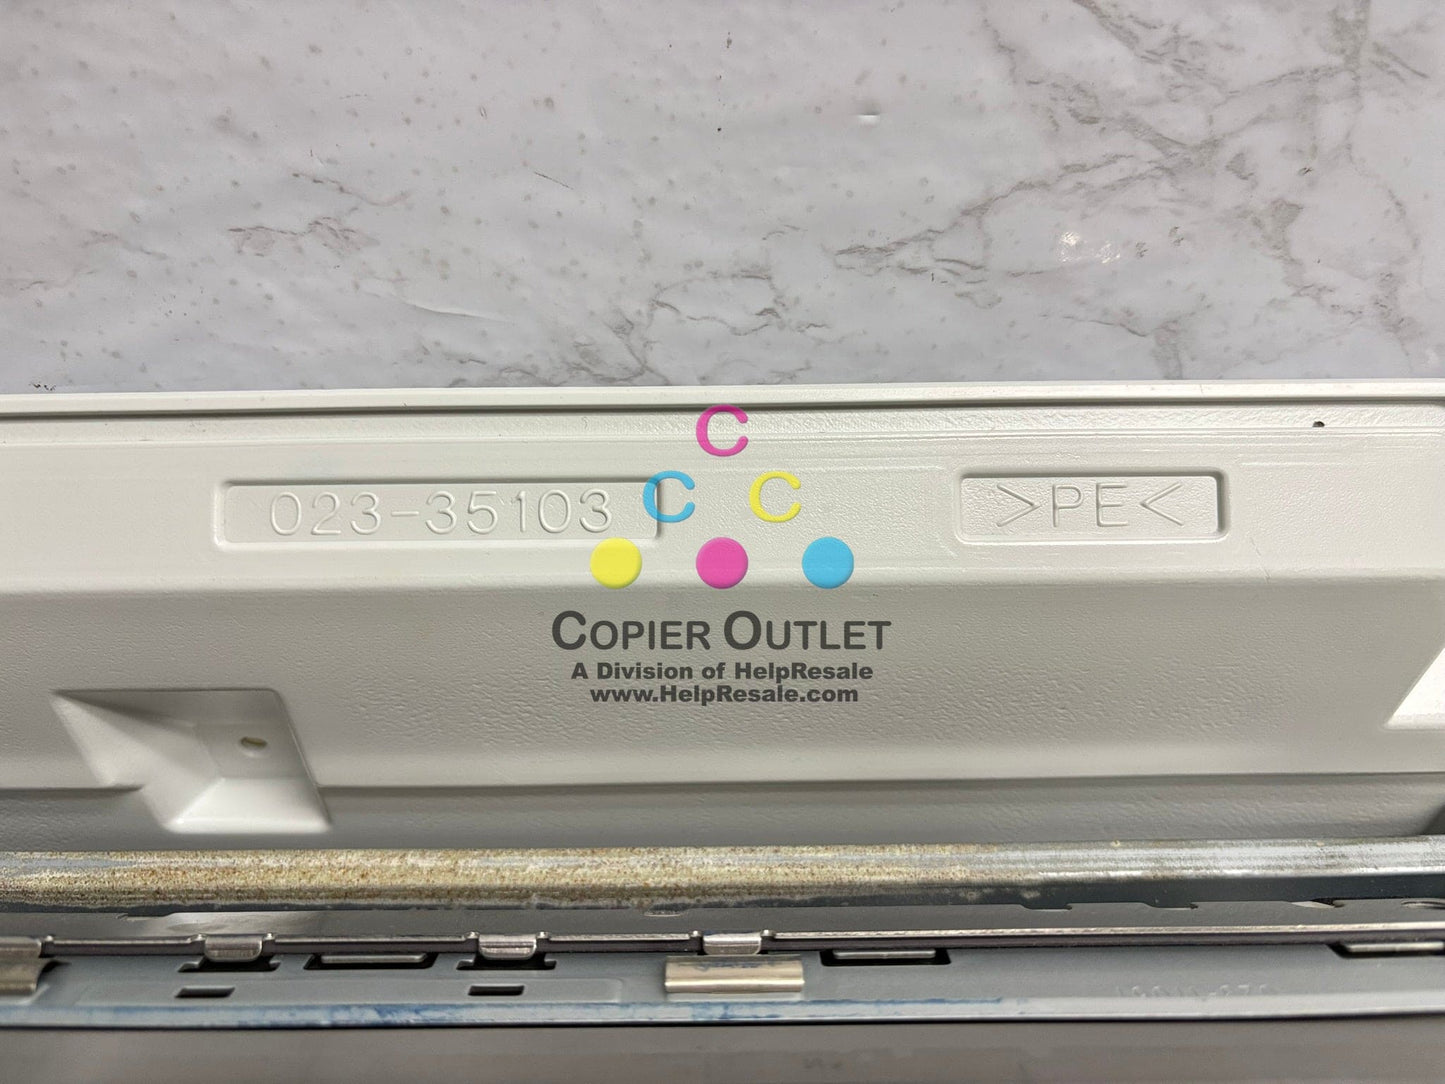 023-35103
>PE<
C
C C
COPIER OUTLET
A Division of HelpResale
www.HelpResale.com